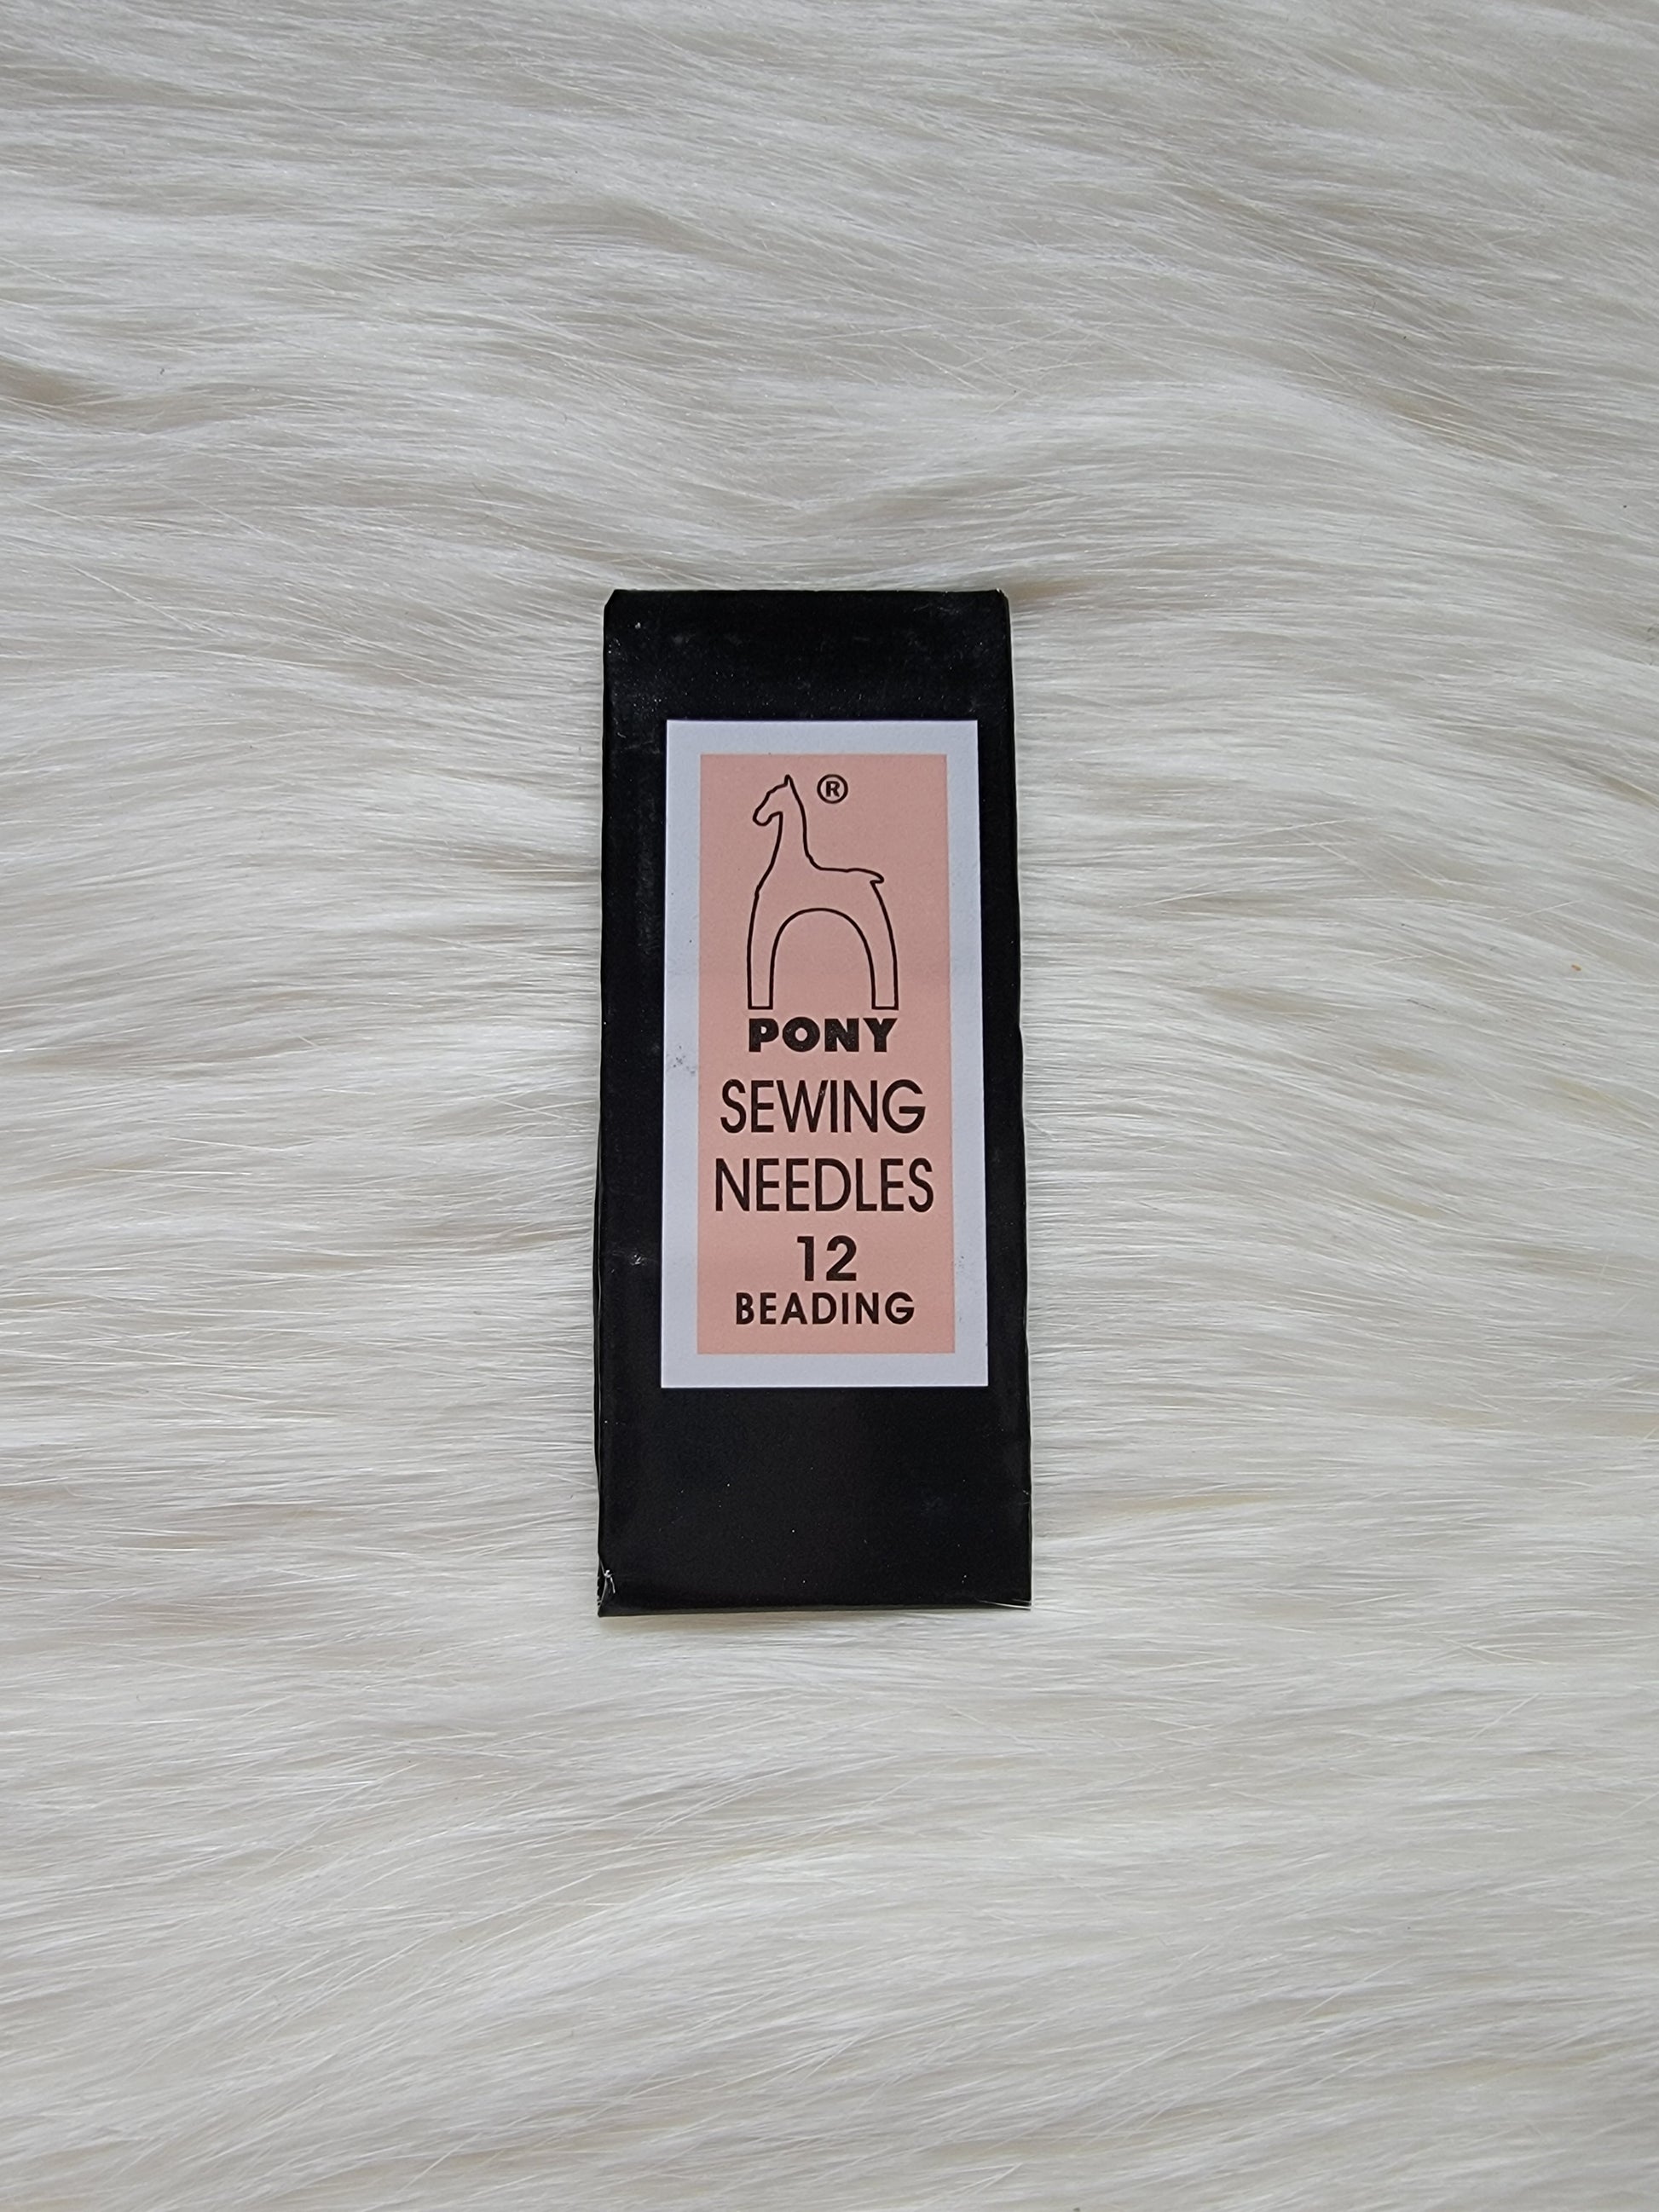 ®
PONY
SEWING
NEEDLES
12
BEADING